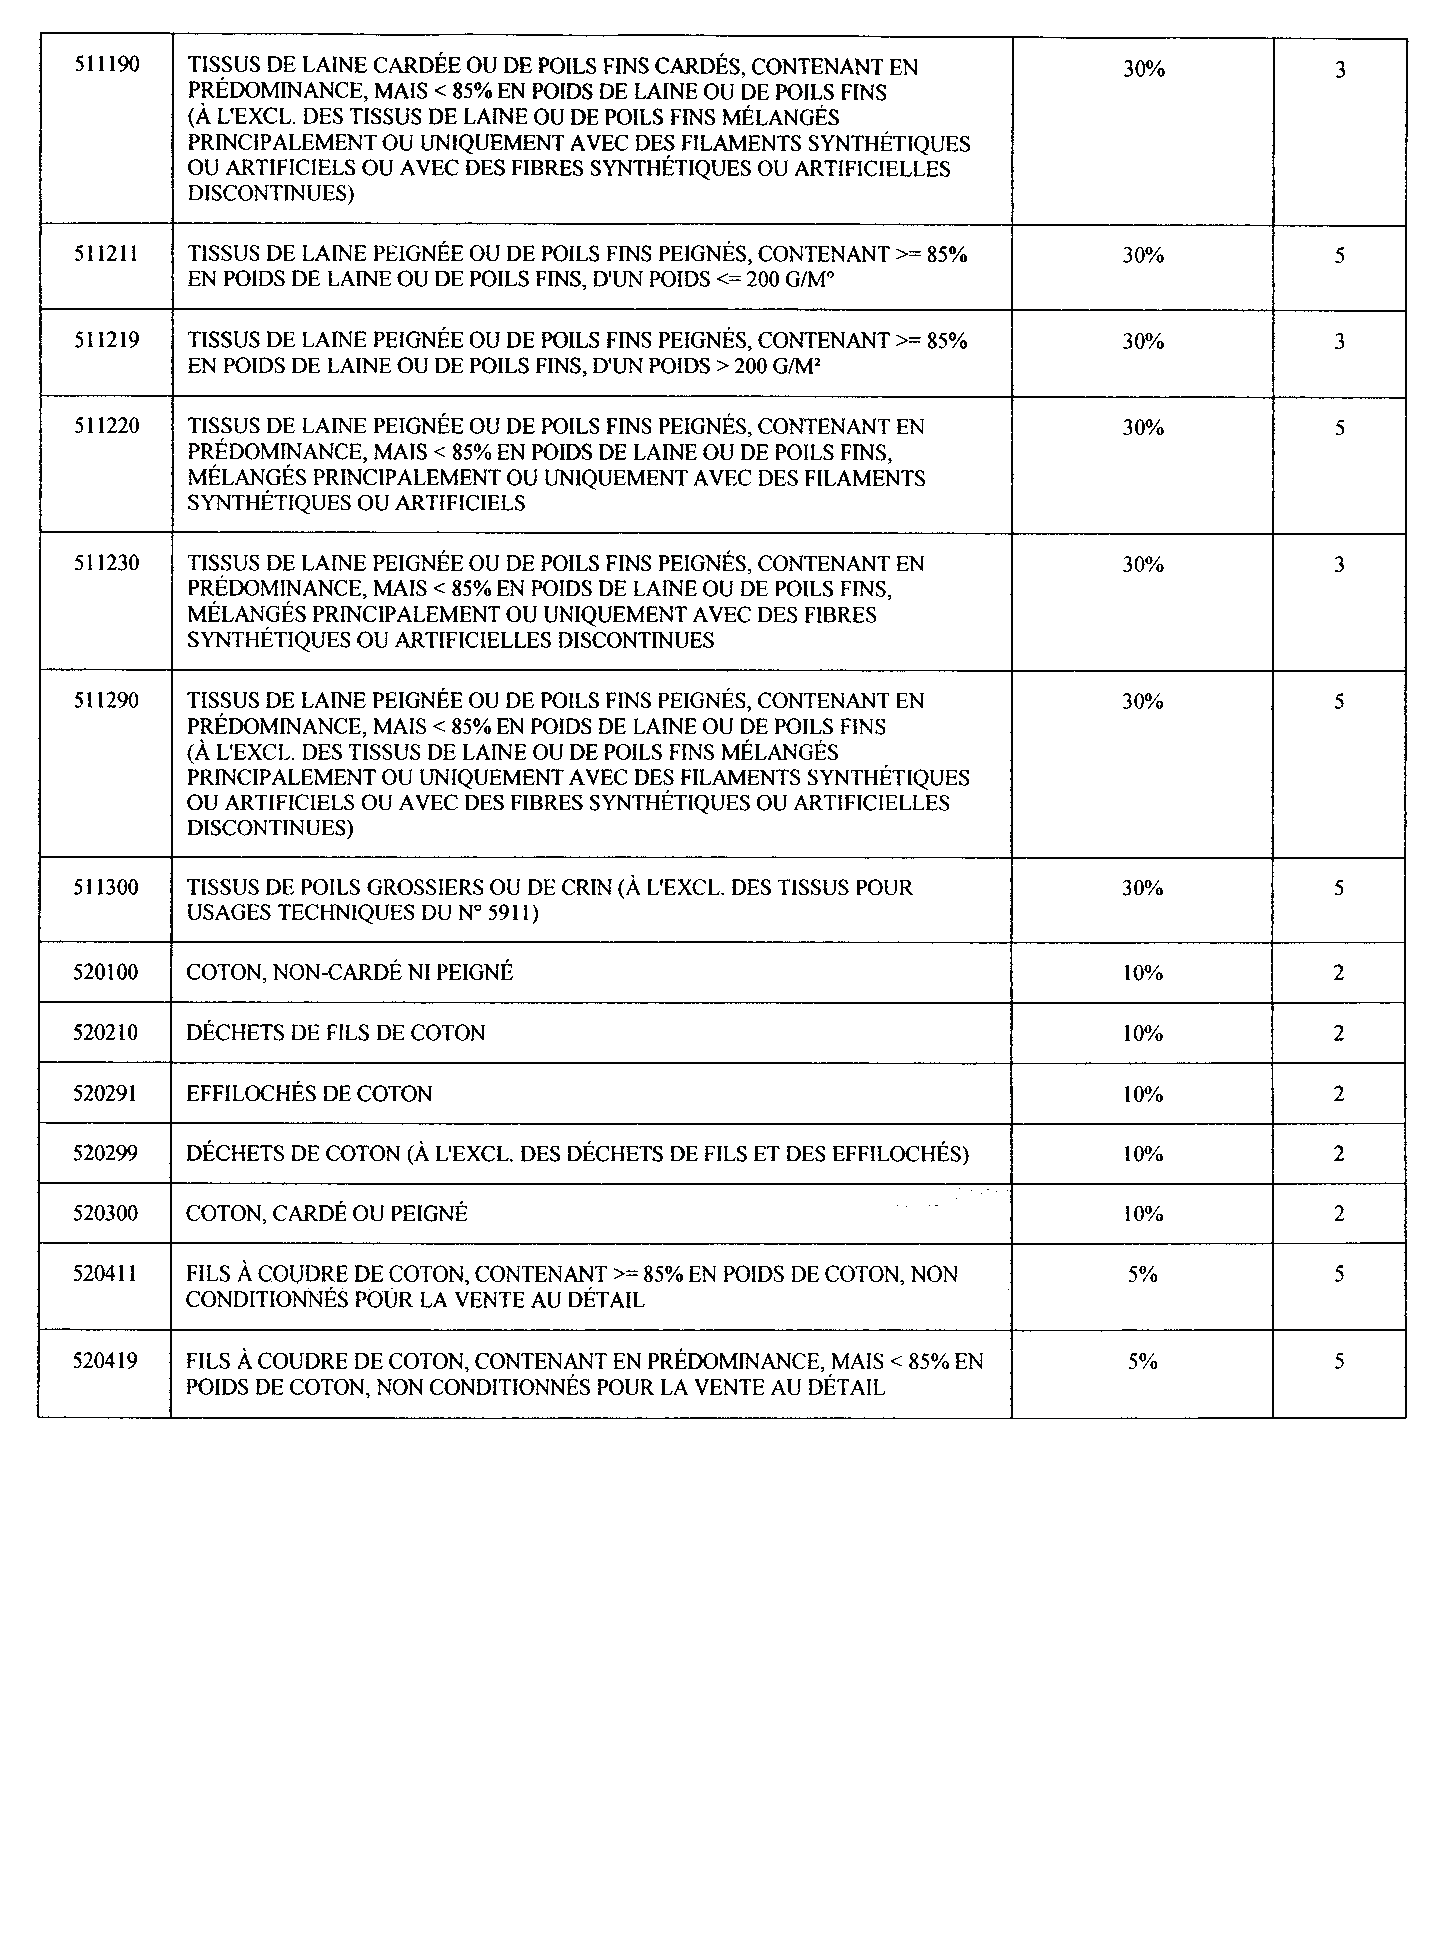 511190 TISSUS DE LAINE CARDÉE OU DE POILS FINS CARDÉS, CONTENANT EN 30% 3
PRÉDOMINANCE, MAIS < 85% EN POIDS DE LAINE OU DE POILS FINS
(À L'EXCL. DES TISSUS DE LAINE OU DE POILS FINS MÉLANGÉS
PRINCIPALEMENT OU UNIQUEMENT AVEC DES FILAMENTS SYNTHÉTIQUES
OU ARTIFICIELS OU AVEC DES FIBRES SYNTHÉTIQUES OU ARTIFICIELLES
DISCONTINUES)
511211 TISSUS DE LAINE PEIGNÉE OU DE POILS FINS PEIGNÉS, CONTENANT >= 85% 30% 5
EN POIDS DE LAINE OU DE POILS FINS, D'UN POIDS <= 200 G/M°
511219 TISSUS DE LAINE PEIGNÉE OU DE POILS FINS PEIGNÉS, CONTENANT >= 85% 30% 3
EN POIDS DE LAINE OU DE POILS FINS, D'UN POIDS > 200 G/M²
511220 TISSUS DE LAINE PEIGNÉE OU DE POILS FINS PEIGNÉS, CONTENANT EN 30% 5
PRÉDOMINANCE, MAIS < 85% EN POIDS DE LAINE OU DE POILS FINS,
MÉLANGÉS PRINCIPALEMENT OU UNIQUEMENT AVEC DES FILAMENTS
SYNTHÉTIQUES OU ARTIFICIELS
511230 TISSUS DE LAINE PEIGNÉE OU DE POILS FINS PEIGNÉS, CONTENANT EN 30% 3
PRÉDOMINANCE, MAIS < 85% EN POIDS DE LAINE OU DE POILS FINS,
MÉLANGÉS PRINCIPALEMENT OU UNIQUEMENT AVEC DES FIBRES
SYNTHÉTIQUES OU ARTIFICIELLES DISCONTINUES
511290 TISSUS DE LAINE PEIGNÉE OU DE POILS FINS PEIGNÉS, CONTENANT EN 30% 5
PRÉDOMINANCE, MAIS < 85% EN POIDS DE LAINE OU DE POILS FINS
(À L'EXCL. DES TISSUS DE LAINE OU DE POILS FINS MÉLANGÉS
PRINCIPALEMENT OU UNIQUEMENT AVEC DES FILAMENTS SYNTHÉTIQUES
OU ARTIFICIELS OU AVEC DES FIBRES SYNTHÉTIQUES OU ARTIFICIELLES
DISCONTINUES)
511300 TISSUS DE POILS GROSSIERS OU DE CRIN (À L'EXCL. DES TISSUS POUR 30% 5
USAGES TECHNIQUES DU N° 5911)
520100 COTON, NON-CARDÉ NI PEIGNÉ 10% 2
520210 DÉCHETS DE FILS DE COTON 10% 2
520291 EFFILOCHÉS DE COTON 10% 2
520299 DÉCHETS DE COTON (À L'EXCL. DES DÉCHETS DE FILS ET DES EFFILOCHÉS) 10% 2
520300 COTON, CARDÉ OU PEIGNÉ 10% 2
520411 FILS À COUDRE DE COTON, CONTENANT >= 85% EN POIDS DE COTON, NON 5% 5
CONDITIONNÉS POUR LA VENTE AU DÉTAIL
520419 FILS À COUDRE DE COTON, CONTENANT EN PRÉDOMINANCE, MAIS < 85% EN 5% 5
POIDS DE COTON, NON CONDITIONNÉS POUR LA VENTE AU DÉTAIL